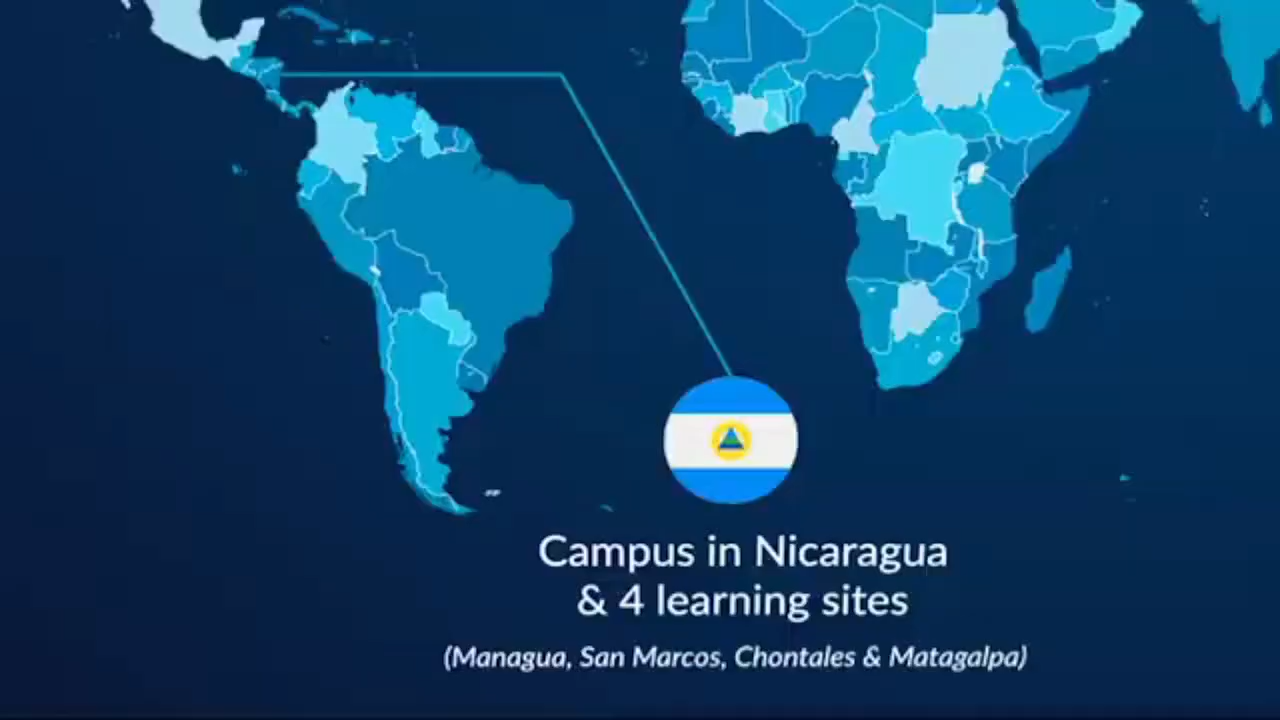 Campus in Nicaragua
& 4 learning sites
(Managua, San Marcos, Chontales & Matagalpa)